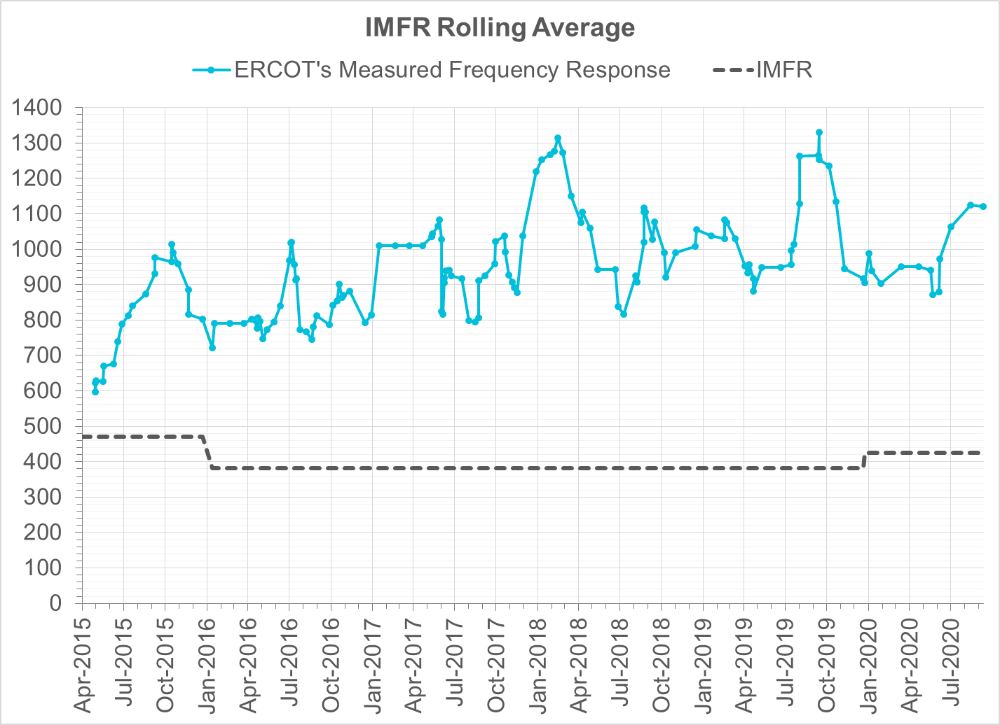 IMFR Rolling Average
ERCOT's Measured Frequency Response IMFR
1400
1300
1200
1100
1000
900
800
700
600
500
400
300
200
100
0
Apr-2015
Jul-2015
Oct-2015
Jan-2016
Apr-2016
Jul-2016
Oct-2016
Jan-2017
Apr-2017
Jul-2017
Oct-2017
Jan-2018
Apr-2018
Jul-2018
Oct-2018
Jan-2019
Apr-2019
Jul-2019
Oct-2019
Jan-2020
Apr-2020
Jul-2020